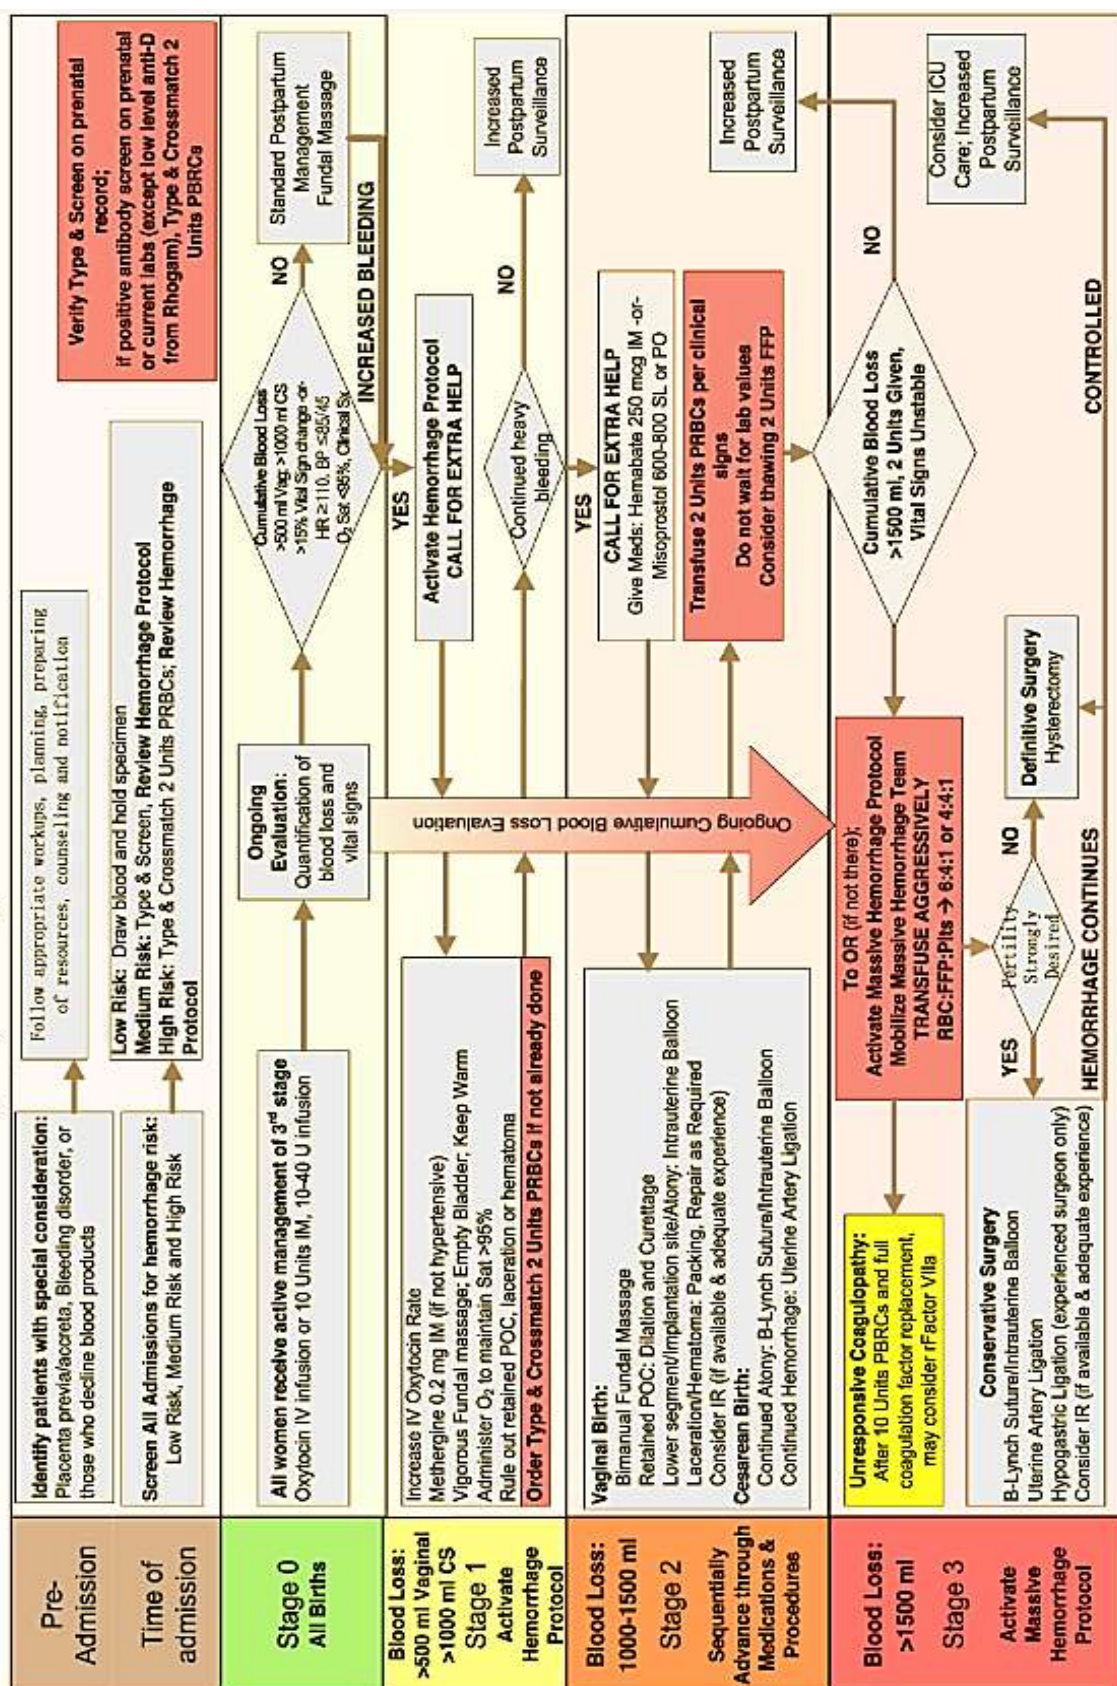 Pre-
Admission
Identify patients with special consideration:
Placenta previa/accreta, Bleeding disorder, or
those who decline blood products
Follow appropriate workups, planning, preparing
of resources, counseling and notification
Verify Type & Screen on prenatal
record;
if positive antibody screen on prenatal
or current labs (except low level anti-D
from Rhogam), Type & Crossmatch 2
Units PBRCs
Time of
admission
Screen All Admissions for hemorrhage risk:
Low Risk, Medium Risk and High Risk
Low Risk: Draw blood and hold specimen
Medium Risk: Type & Screen, Review Hemorrhage Protocol
High Risk: Type & Crossmatch 2 Units PRBCs; Review Hemorrhage
Protocol
Stage 0
All Births
All women receive active management of 3rd stage
Oxytocin IV infusion or 10 Units IM, 10-40 U infusion
Ongoing
Evaluation:
Quantification of
blood loss and
vital signs
Cumulative Blood Loss
>500 ml Vag; >1000 ml CS
>15% Vital Sign change -or-
HR ≥ 110, BP ≤85/45
O2 Sat <95%, Clinical Sx
NO
Standard Postpartum
Management
Fundal Massage
INCREASED BLEEDING
YES
Blood Loss:
>500 ml Vaginal
>1000 ml CS
Stage 1
Activate
Hemorrhage
Protocol
Increase IV Oxytocin Rate
Methergine 0.2 mg IM (if not hypertensive)
Vigorous Fundal massage; Empty Bladder; Keep Warm
Administer O2 to maintain Sat >95%
Rule out retained POC, laceration or hematoma
Order Type & Crossmatch 2 Units PRBCs if not already done
Activate Hemorrhage Protocol
CALL FOR EXTRA HELP
Continued heavy
bleeding
NO
Increased
Postpartum
Surveillance
YES
Ongoing Cumulative Blood Loss Evaluation
Blood Loss:
1000-1500 ml
Stage 2
Sequentially
Advance through
Medications &
Procedures
Vaginal Birth:
Bimanual Fundal Massage
Retained POC: Dilation and Curettage
Lower segment/Implantation site/Atony: Intrauterine Balloon
Laceration/Hematoma: Packing, Repair as Required
Consider IR (if available & adequate experience)
Cesarean Birth:
Continued Atony: B-Lynch Suture/Intrauterine Balloon
Continued Hemorrhage: Uterine Artery Ligation
CALL FOR EXTRA HELP
Give Meds: Hemabate 250 mcg IM -or-
Misoprostol 600-800 SL or PO
Transfuse 2 Units PRBCs per clinical
signs
Do not wait for lab values
Consider thawing 2 Units FFP
Increased
Postpartum
Surveillance
Blood Loss:
>1500 ml
Stage 3
Activate
Massive
Hemorrhage
Protocol
Cumulative Blood Loss
>1500 ml, 2 Units Given,
Vital Signs Unstable
NO
To OR (if not there);
Activate Massive Hemorrhage Protocol
Mobilize Massive Hemorrhage Team
TRANSFUSE AGGRESSIVELY
RBC:FFP:Plts → 6:4:1 or 4:4:1
Unresponsive Coagulopathy:
After 10 Units PBRCs and full
coagulation factor replacement,
may consider rFactor VIIa
Fertility
Strongly
Desired
YES
NO
Conservative Surgery
B-Lynch Suture/Intrauterine Balloon
Uterine Artery Ligation
Hypogastric Ligation (experienced surgeon only)
Consider IR (if available & adequate experience)
Definitive Surgery
Hysterectomy
HEMORRHAGE CONTINUES
CONTROLLED
Consider ICU
Care; Increased
Postpartum
Surveillance